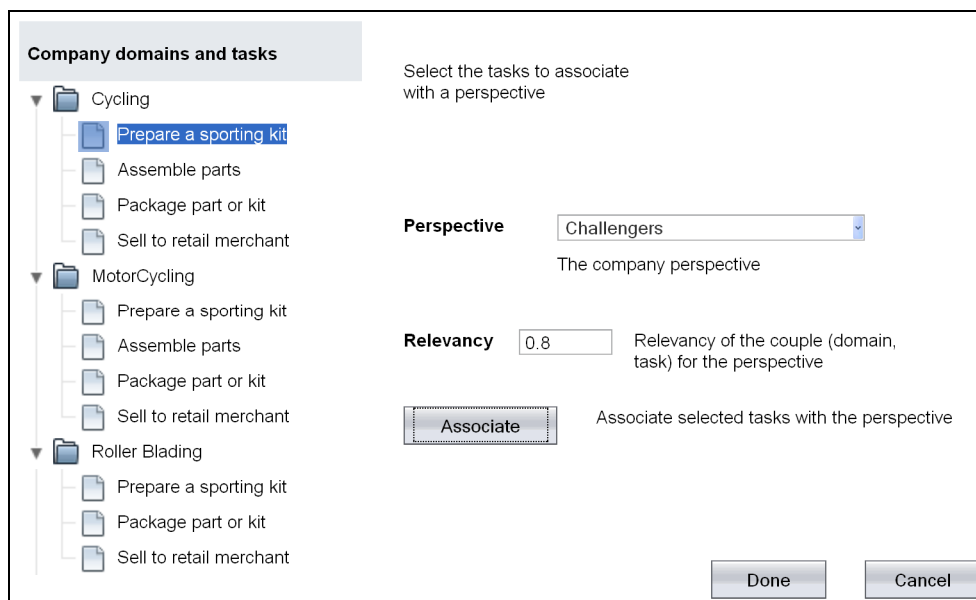 Company domains and tasks
Cycling
Prepare a sporting kit
Assemble parts
Package part or kit
Sell to retail merchant
MotorCycling
Prepare a sporting kit
Assemble parts
Package part or kit
Sell to retail merchant
Roller Blading
Prepare a sporting kit
Package part or kit
Sell to retail merchant
Select the tasks to associate
with a perspective
Perspective
Challengers
The company perspective
Relevancy
0.8
Relevancy of the couple (domain,
task) for the perspective
Associate
Associate selected tasks with the perspective
Done
Cancel